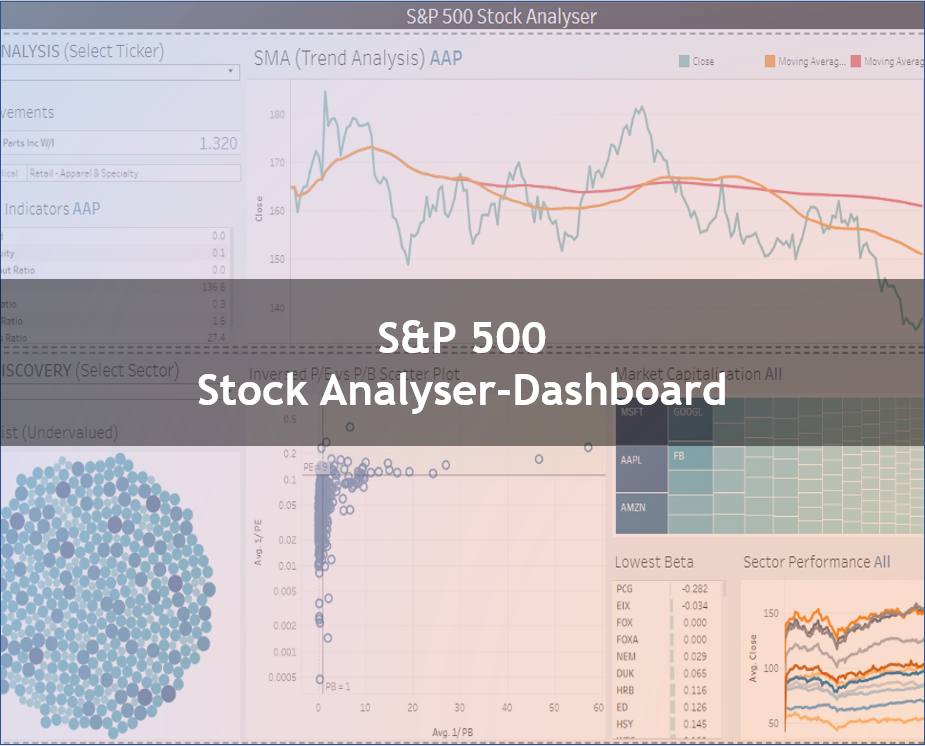 S&P 500 Stock Analyser
NALYSIS (Select Ticker)
vements
Parts Inc W/I 1.320
lical Retail - Apparel & Specialty
Indicators AAP
0.0
uity 0.1
out Ratio 0.0
136.6
atio 0.3
Ratio 1.6
s Ratio 27.4
SMA (Trend Analysis) AAP
Close Moving Averag... Moving Averag
Close
180
170
160
150
140
S&P 500
Stock Analyser-Dashboard
ISCOVERY (Select Sector)
ist (Undervalued)
Inversed P/E vs P/B Scatter Plot
Avg. 1/ PE
0.5
0.2
PE = 9
0.1
0.05
0.02
0.01
0.005
0.002
0.001
0.0005
PB = 1
0 10 20 30 40 50 60
Avg. 1/ PB
Market Capitalisation All
MSFT GOOGL
AAPL FB
AMZN
Lowest Beta
PCG -0.282
EIX -0.034
FOX 0.000
FOXA 0.000
NEM 0.029
DUK 0.065
HRB 0.116
ED 0.126
HSY 0.145
Sector Performance All
Avg. Close
150
100
50